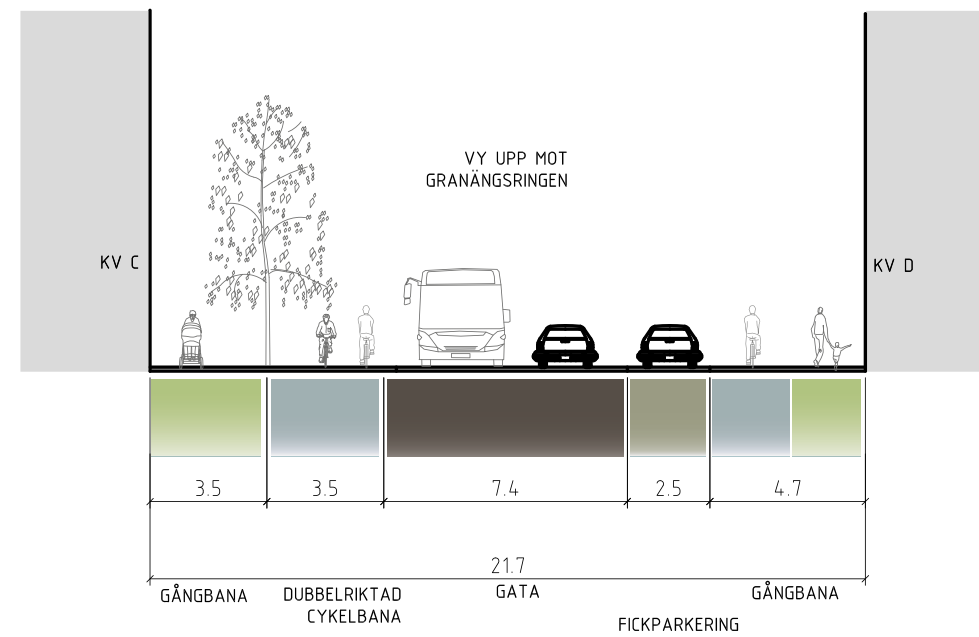 VY UPP MOT
GRANÄNGSRINGEN
KV C
KV D
3.5
3.5
7.4
2.5
4.7
21.7
GÅNGBANA
DUBBELRIKTAD
CYKELBANA
GATA
FICKPARKERING
GÅNGBANA